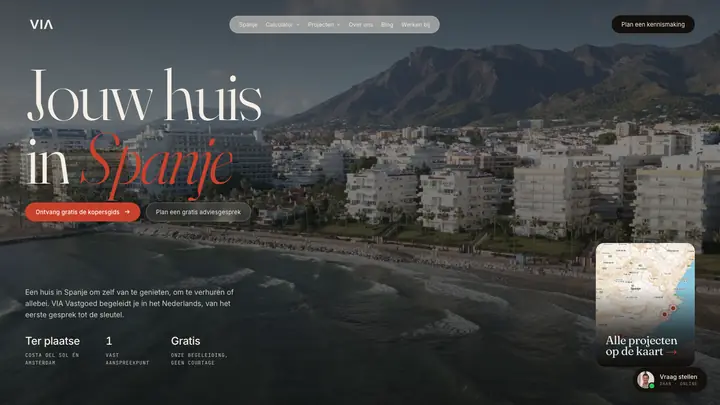 VIA
Spanje Calculator Projecten Over ons Blog Werken bij
Plan een kennismaking
Jouw huis
in Spanje
Ontvang gratis de kopersgids →
Plan een gratis adviesgesprek
Een huis in Spanje om zelf van te genieten, om te verhuren of
allebei. VIA Vastgoed begeleidt je in het Nederlands, van het
eerste gesprek tot de sleutel.
Ter plaatse
COSTA DEL SOL ÉN
AMSTERDAM
1
VAST
AANSPREEKPUNT
Gratis
ONZE BEGELEIDING,
GEEN COURTAGE
Alle projecten
op de kaart →
Vraag stellen